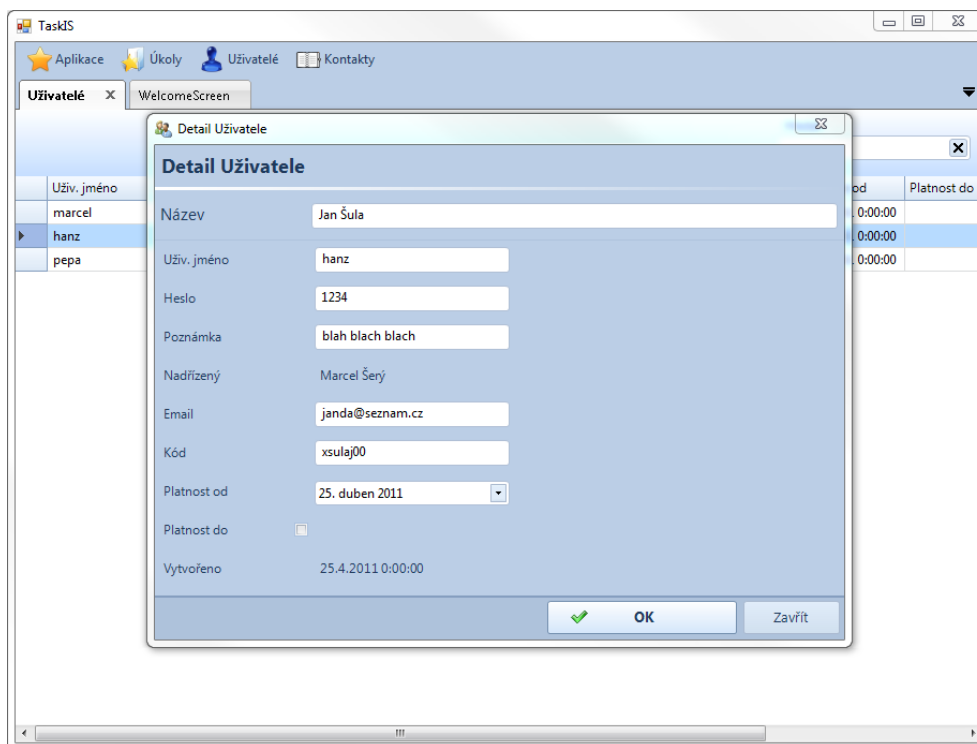 TaskIS
Aplikace Úkoly Uživatelé Kontakty
Uživatelé X WelcomeScreen
Detail Uživatele
Detail Uživatele
Uživ. jméno od Platnost do
marcel 0:00:00
hanz 0:00:00
pepa 0:00:00
Název Jan Šula
Uživ. jméno hanz
Heslo 1234
Poznámka blah blach blach
Nadřízený Marcel Šerý
Email janda@seznam.cz
Kód xsulaj00
Platnost od 25. duben 2011
Platnost do
Vytvořeno 25.4.2011 0:00:00
OK Zavřít